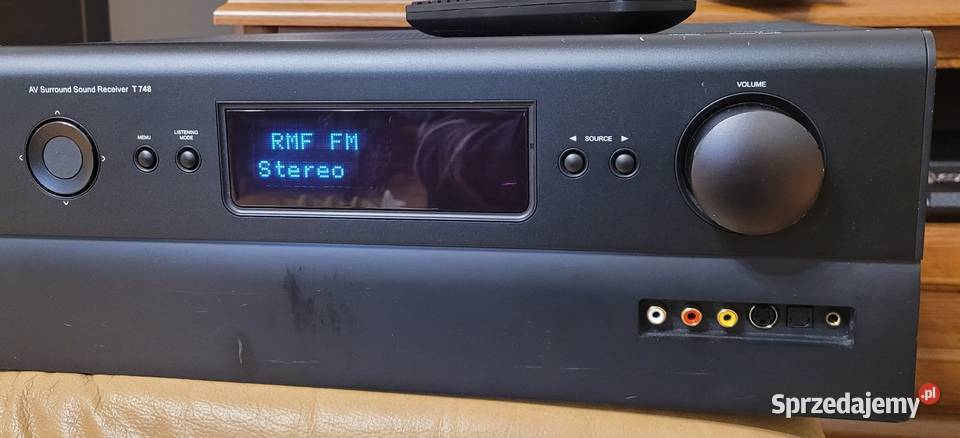 AV Surround Sound Receiver T 748
MENU
LISTENING
MODE
RMF FM
Stereo
SOURCE
VOLUME
Sprzedajemy.pl